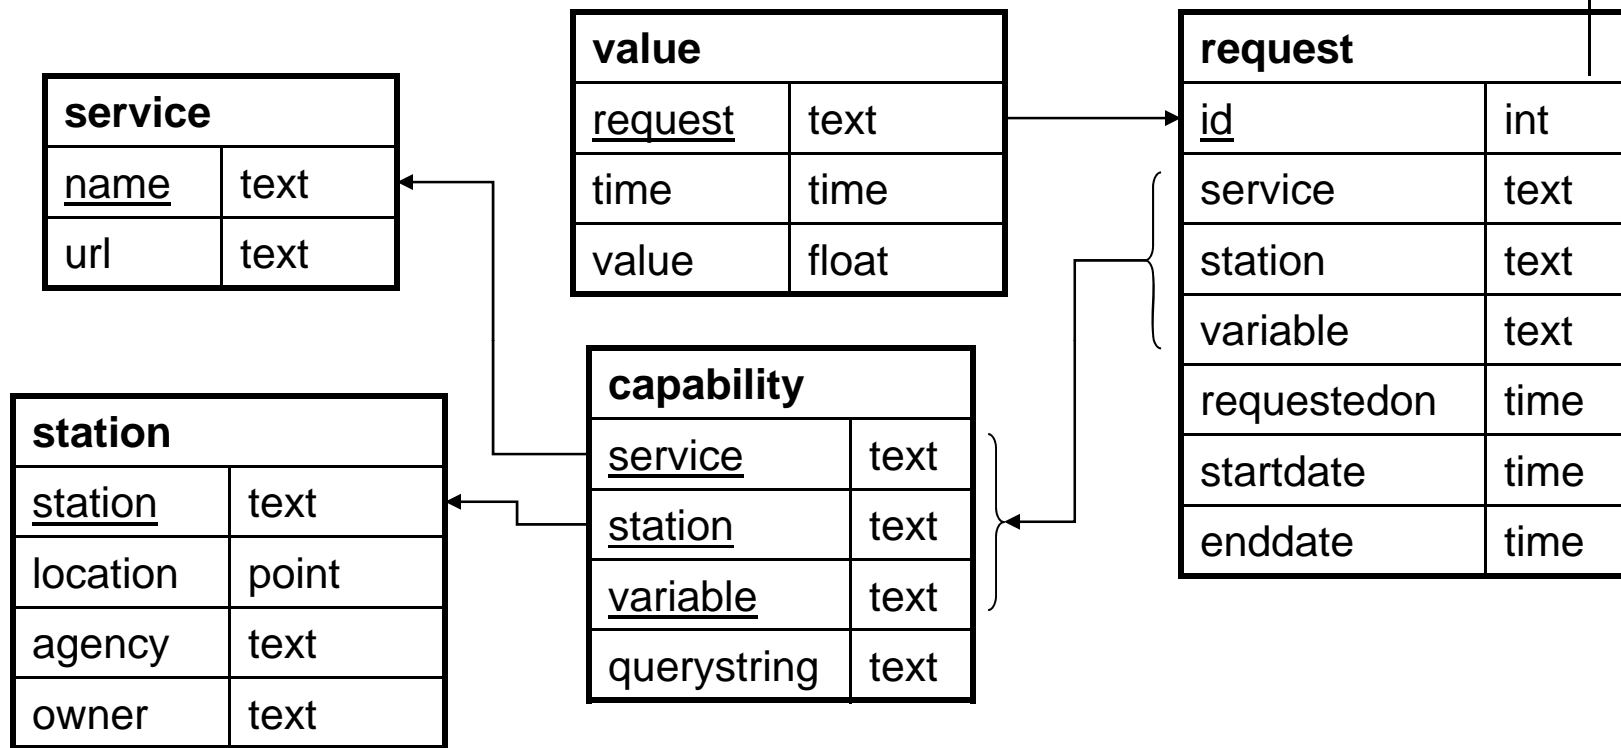 service
name text
url text
value
request text
time time
value float
request
id int
service text
station text
variable text
requestedon time
startdate time
enddate time
station
station text
location point
agency text
owner text
capability
service text
station text
variable text
querystring text